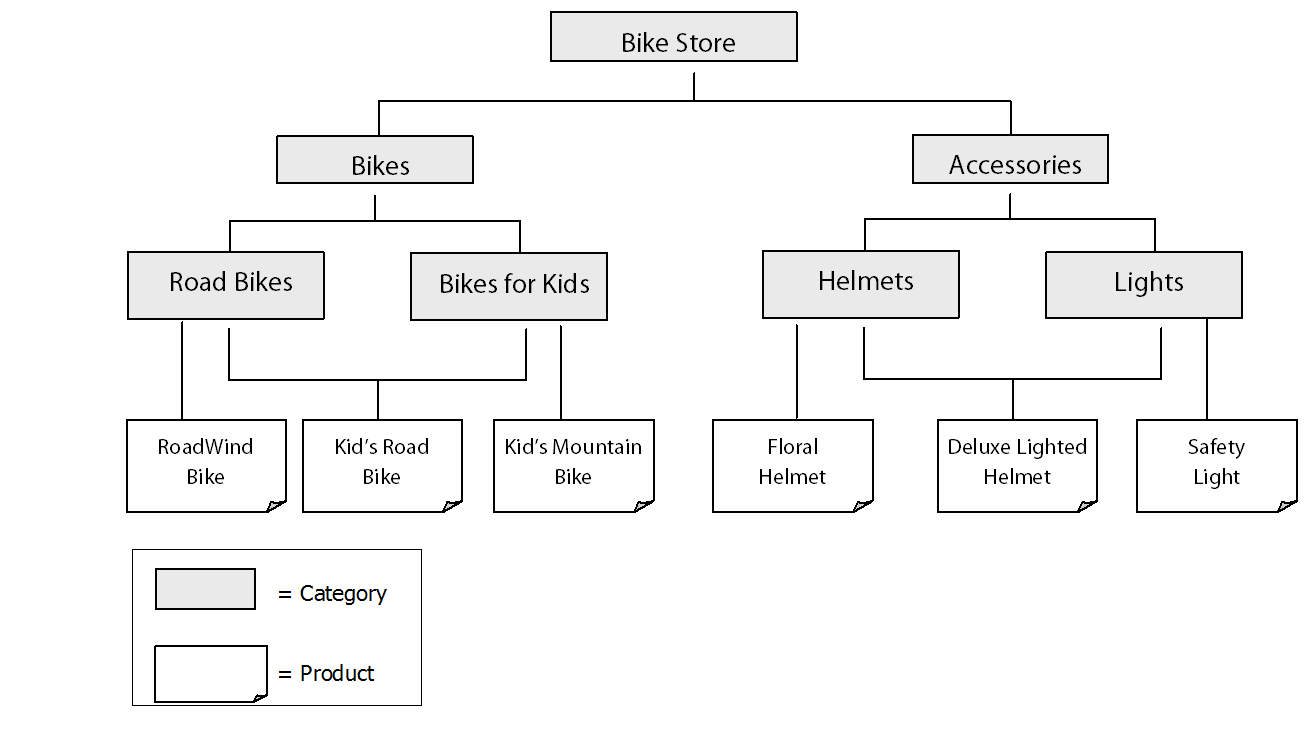 Bike Store
Bikes
Accessories
Road Bikes
Bikes for Kids
Helmets
Lights
RoadWind
Bike
Kid's Road
Bike
Kid's Mountain
Bike
Floral
Helmet
Deluxe Lighted
Helmet
Safety
Light
= Category
= Product